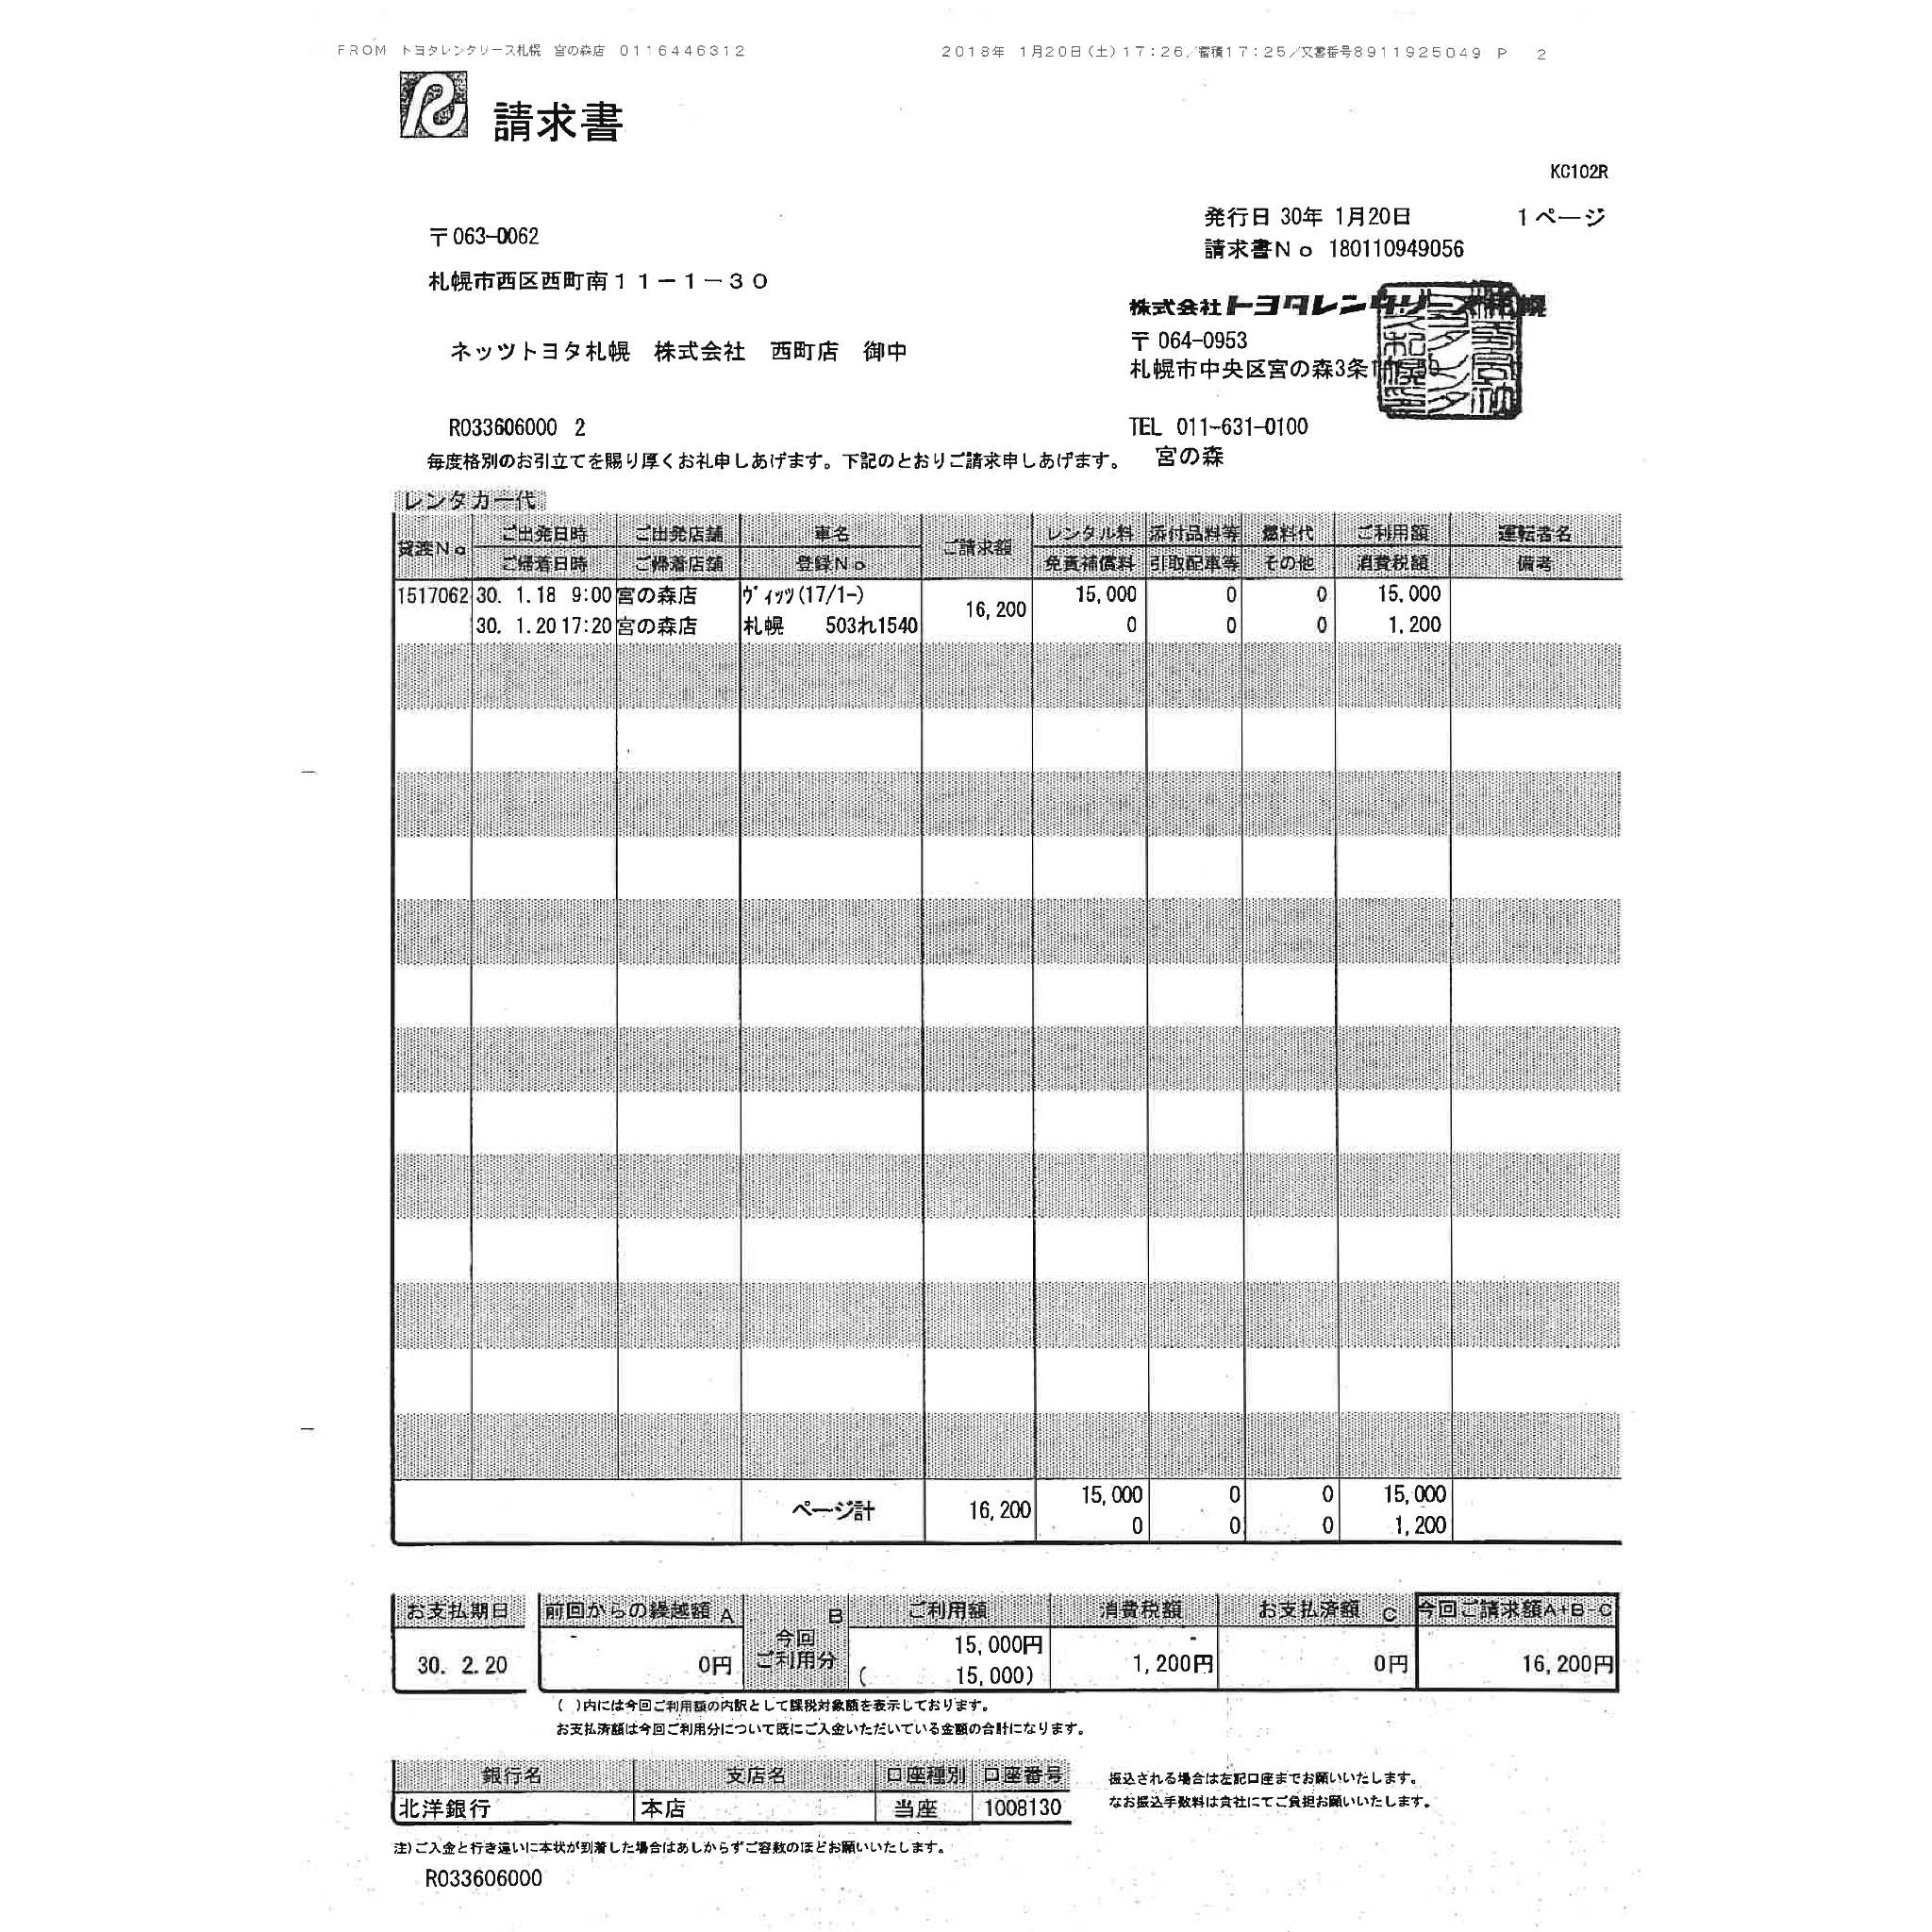 FROM トヨタレンタリース札幌 宮の森店 0116446312
2018年 1月20日(土)17:26/蓄積17:25/文書番号8911925049 P 2
請求書
KC102R
発行日 30年 1月20日 1ページ
請求書No 180110949056
〒063-0062
札幌市西区西町南11-1-30
ネッツトヨタ札幌 株式会社 西町店 御中
R033606000 2
株式会社トヨタレンタリース札幌
〒 064-0953
札幌市中央区宮の森3条
TEL 011-631-0100
宮の森
毎度格別のお引立てを賜り厚くお礼申しあげます。下記のとおりご請求申しあげます。
レンタカー代
貸渡No ご出発日時 ご出発店舗 車名 ご請求額 レンタル料 添付品料等 燃料代 ご利用額 運転者名
ご帰着日時 ご帰着店舗 登録No 免責補償料 引取配車等 その他 消費税額 備考
1517062 30. 1.18 9:00 宮の森店 ヴィッツ(17/1-) 16,200 15,000 0 0 15,000
30. 1.20 17:20 宮の森店 札幌 503れ1540 0 0 0 1,200
ページ計 16,200 15,000 0 0 15,000
0 0 0 1,200
お支払期日 前回からの繰越額 A 今回ご利用分 B ご利用額 消費税額 お支払済額 C 今回ご請求額A+B-C
30. 2.20 0円 15,000円 1,200円 0円 16,200円
( 15,000)
( )内には今回ご利用額の内訳として課税対象額を表示しております。
お支払済額は今回ご利用分について既にご入金いただいている金額の合計になります。
銀行名 支店名 口座種別 口座番号
北洋銀行 本店 当座 1008130
振込される場合は左記口座までお願いいたします。
なお振込手数料は貴社にてご負担お願いいたします。
注)ご入金と行き違いに本状が到着した場合はあしからずご容赦のほどお願いいたします。
R033606000